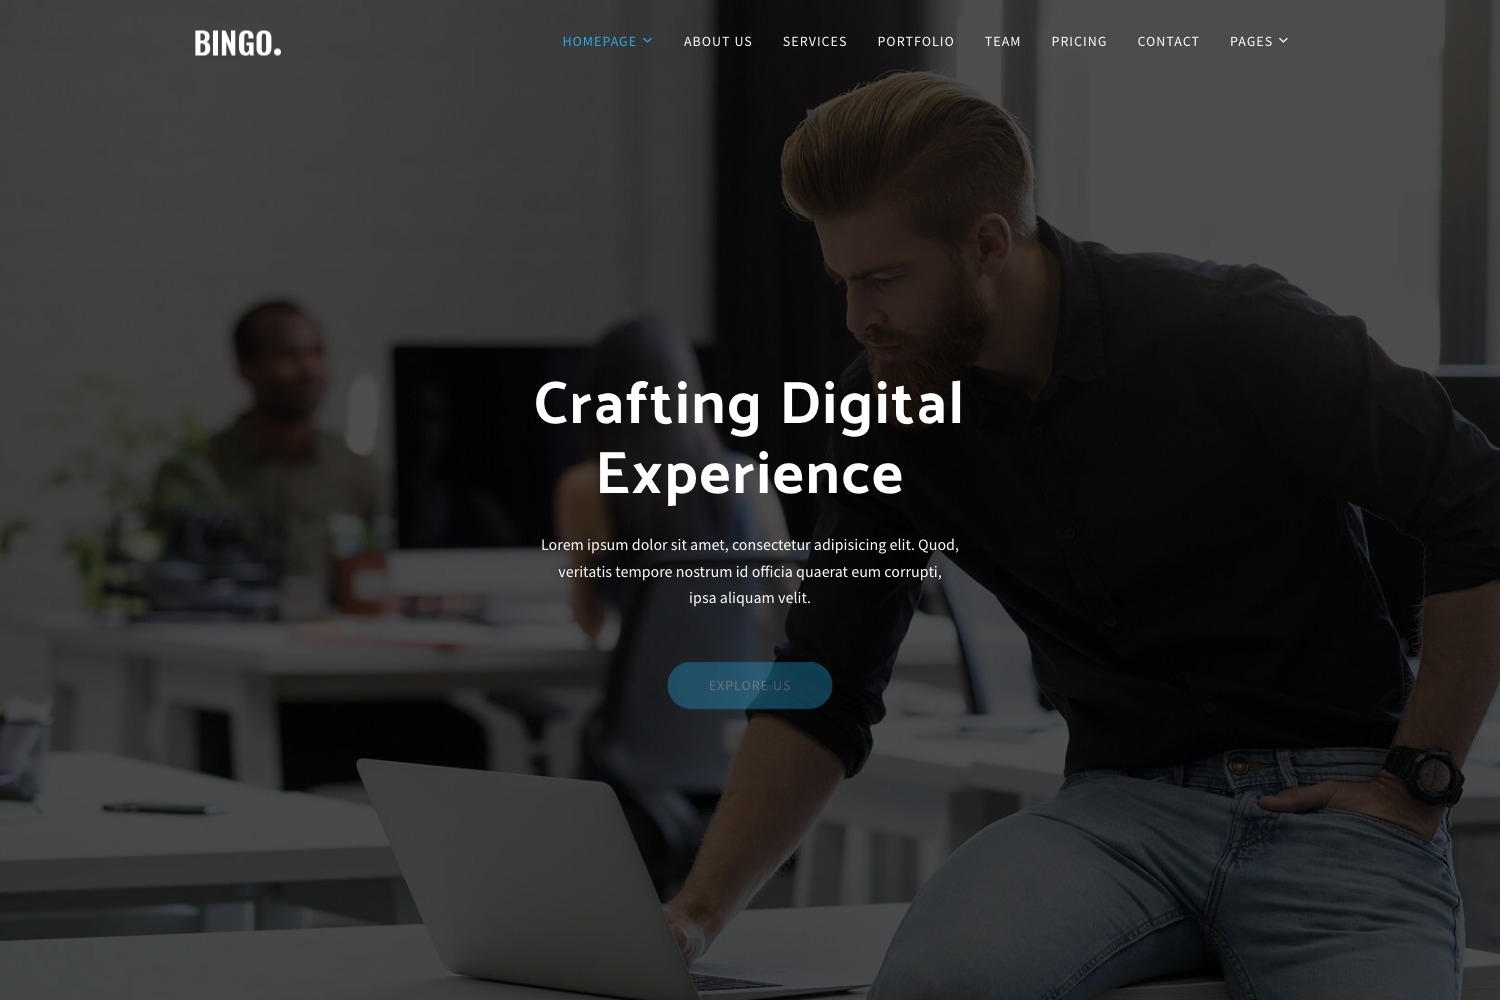 BINGO.
HOMEPAGE ABOUT US SERVICES PORTFOLIO TEAM PRICING CONTACT PAGES
Crafting Digital
Experience
Lorem ipsum dolor sit amet, consectetur adipisicing elit. Quod,
veritatis tempore nostrum id officia quaerat eum corrupti,
ipsa aliquam velit.
EXPLORE US